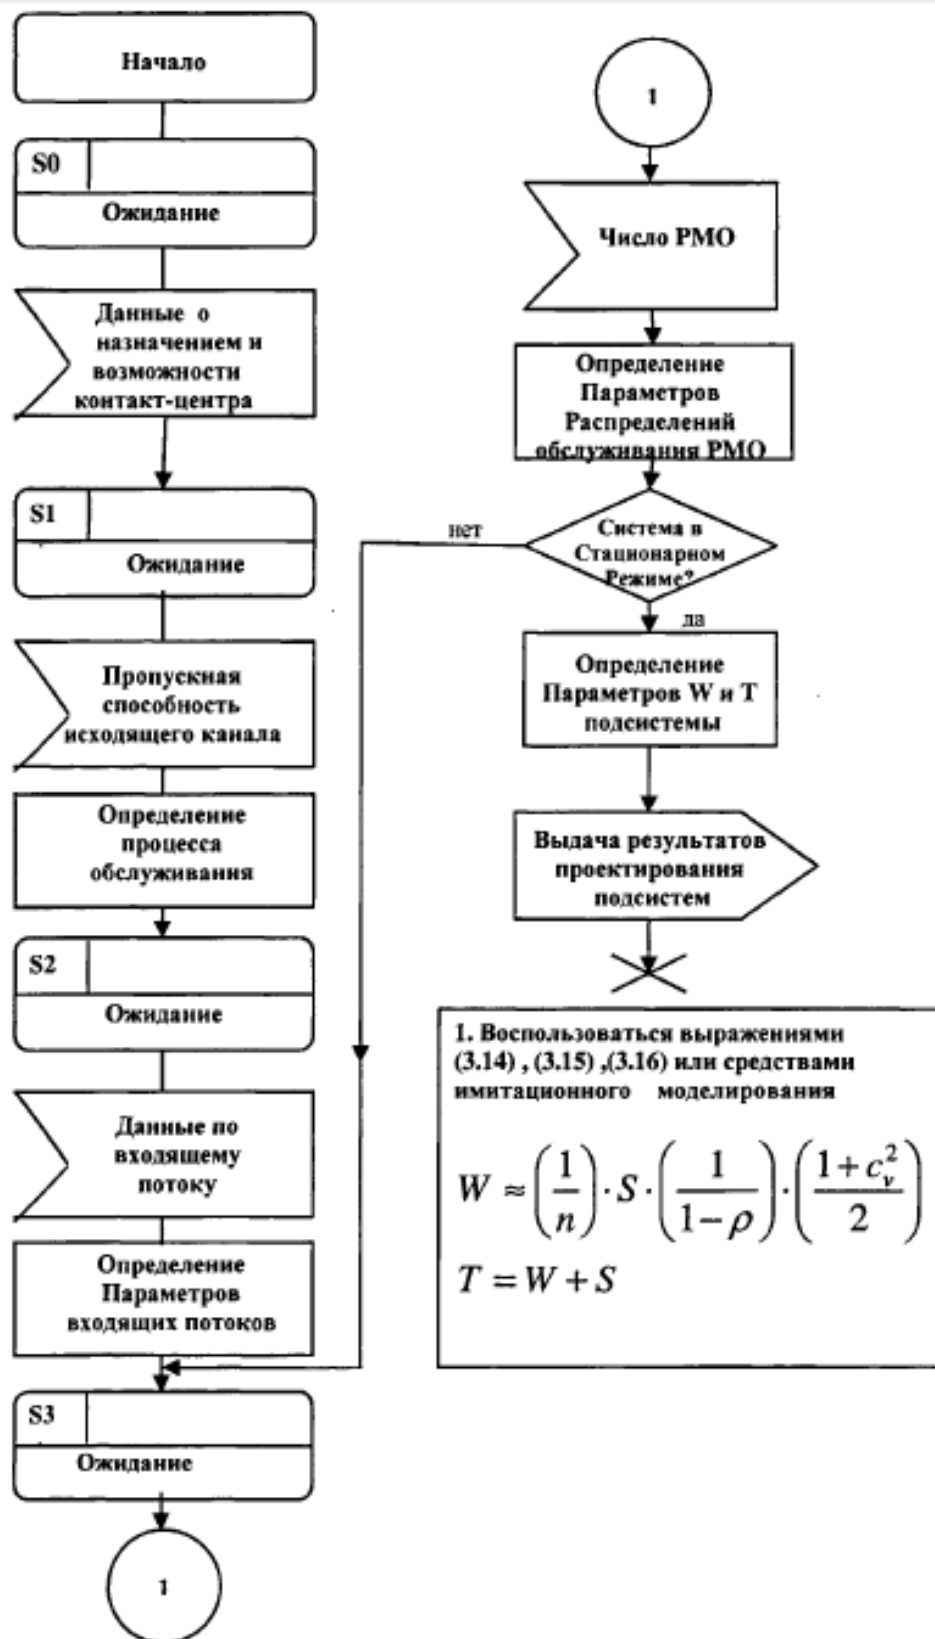 Начало
S0
Ожидание
Данные о
назначением и
возможности
контакт-центра
S1
Ожидание
Пропускная
способность
исходящего канала
Определение
процесса
обслуживания
S2
Ожидание
Данные по
входящему
потоку
Определение
Параметров
входящих потоков
S3
Ожидание
1
1
Число РМО
Определение
Параметров
Распределений
обслуживания РМО
Система в
Стационарном
Режиме?
нет
да
Определение
Параметров W и T
подсистемы
Выдача результатов
проектирования
подсистем
1. Воспользоваться выражениями
(3.14) , (3.15) ,(3.16) или средствами
имитационного моделирования
W ≈ (1/n) · S · (1/(1−ρ)) · ((1+c_ν^2)/2)
T = W + S